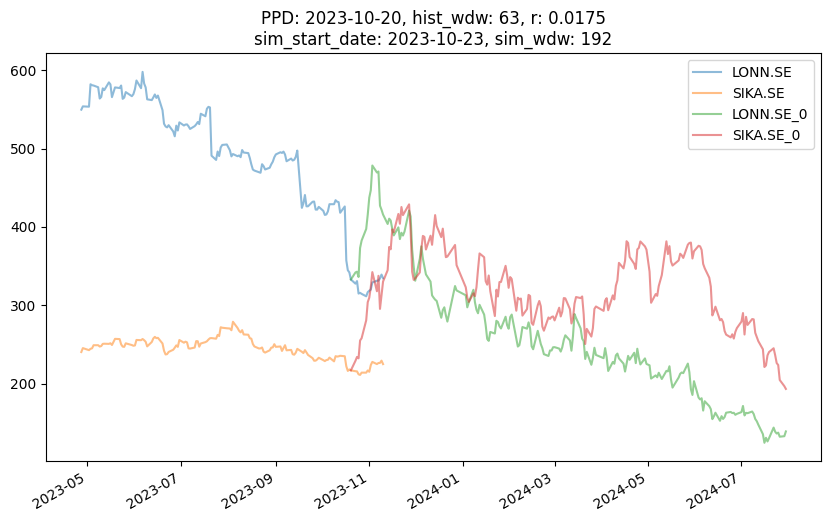 PPD: 2023-10-20, hist_wdw: 63, r: 0.0175
sim_start_date: 2023-10-23, sim_wdw: 192
LONN.SE
SIKA.SE
LONN.SE_0
SIKA.SE_0
600
500
400
300
200
2023-05
2023-07
2023-09
2023-11
2024-01
2024-03
2024-05
2024-07